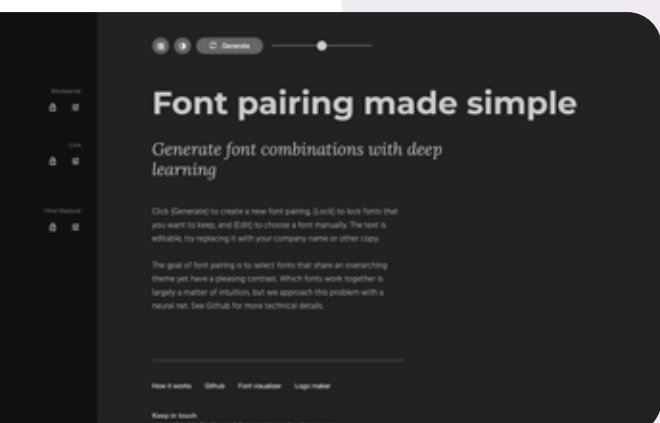 Generate
Montserrat
Font pairing made simple
Lora
Generate font combinations with deep
learning
Hind Madurai
Click (Generate) to create a new font pairing, (Lock) to lock fonts that
you want to keep, and (Edit) to choose a font manually. The text is
editable, try replacing it with your company name or other copy.
The goal of font pairing is to select fonts that share an overarching
theme yet have a pleasing contrast. Which fonts work together is
largely a matter of intuition, but we approach this problem with a
neural net. See Github for more technical details.
How it works Github Font visualizer Logo maker
Keep in touch